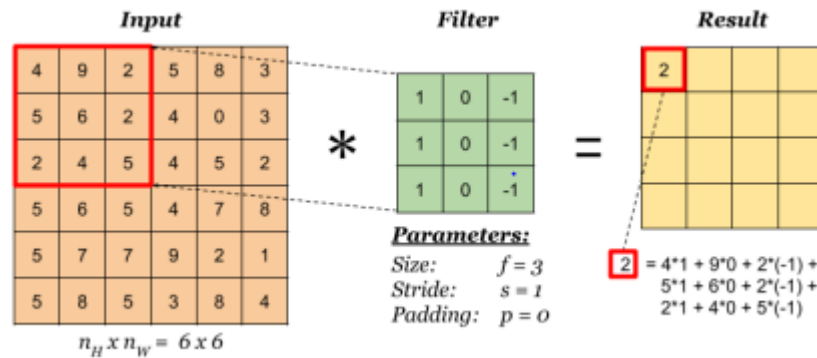 Input
Filter
Result
4 9 2 5 8 3
5 6 2 4 0 3
2 4 5 4 5 2
5 6 5 4 7 8
5 7 7 9 2 1
5 8 5 3 8 4
n_H x n_W = 6 x 6
*
1 0 -1
1 0 -1
1 0 -1
Parameters:
Size: f = 3
Stride: s = 1
Padding: p = 0
=
2
2 = 4*1 + 9*0 + 2*(-1) +
5*1 + 6*0 + 2*(-1) +
2*1 + 4*0 + 5*(-1)